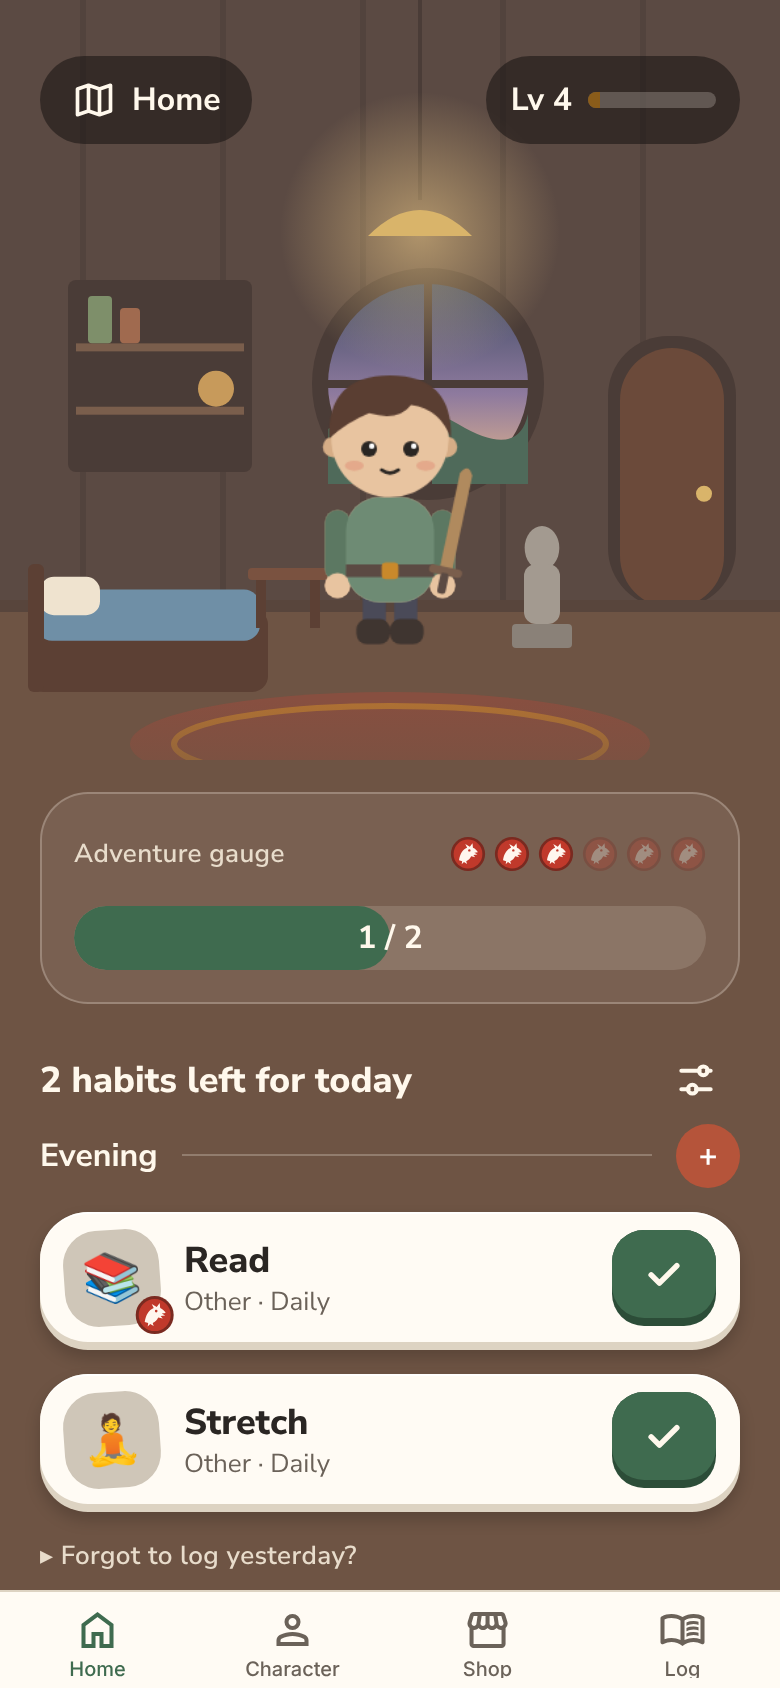 Home
Lv 4
Adventure gauge
1 / 2
2 habits left for today
Evening
+
Read
Other · Daily
Stretch
Other · Daily
▸ Forgot to log yesterday?
Home
Character
Shop
Log